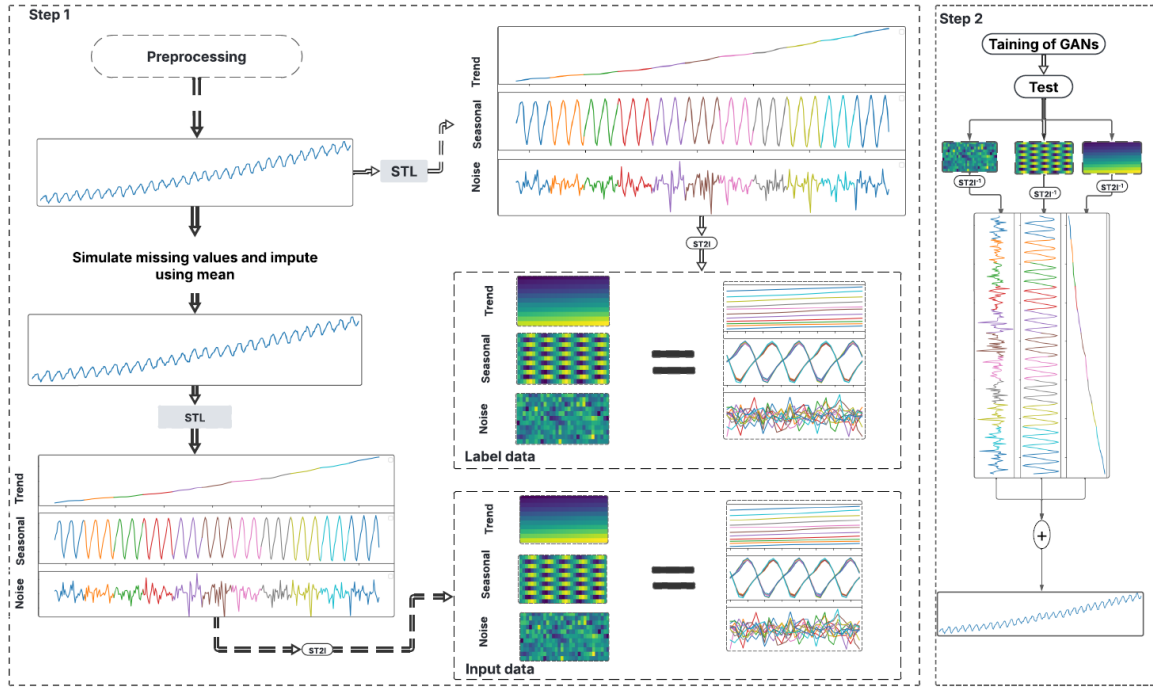 Step 1
Preprocessing
STL
Simulate missing values and impute
using mean
STL
Trend
Seasonal
Noise
ST2I
Trend
Seasonal
Noise
ST2I
Trend
Seasonal
Noise
Label data
Trend
Seasonal
Noise
Input data
Step 2
Taining of GANs
Test
ST2I-1
ST2I-1
ST2I-1
+